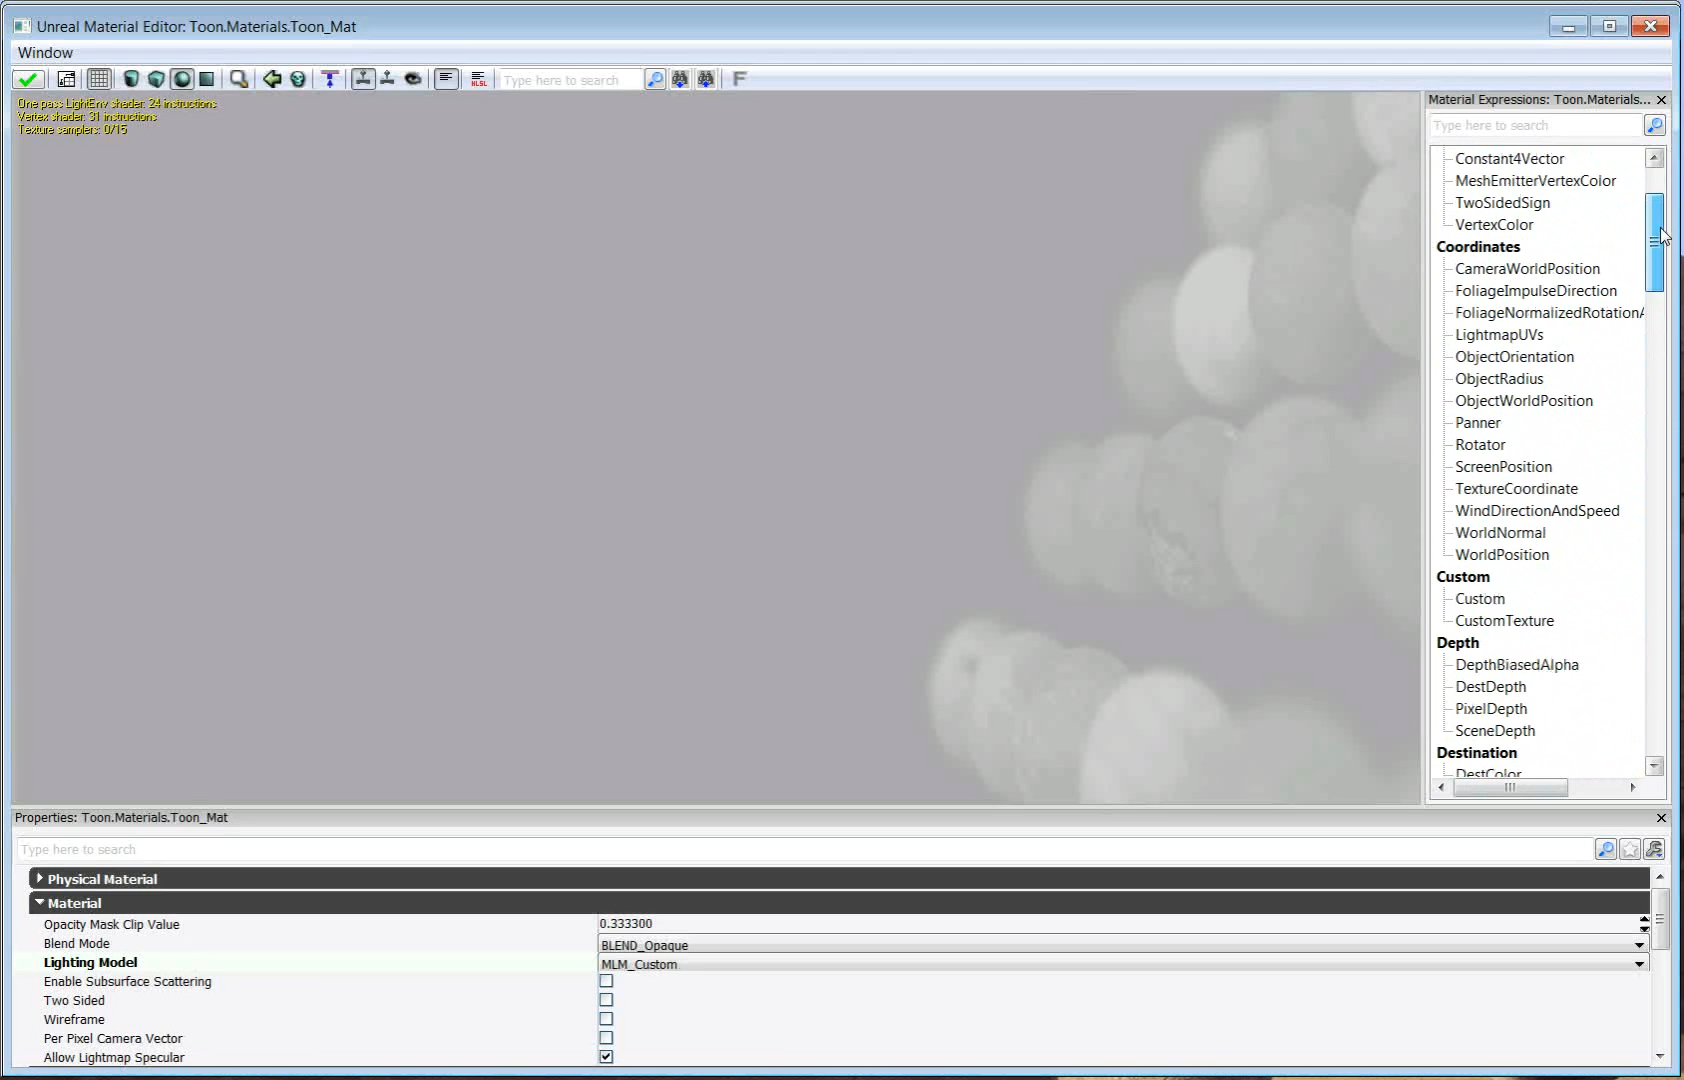 Unreal Material Editor: Toon.Materials.Toon_Mat
Window
HLSL
Type here to search
F
One pass LightEnv shader: 24 instructions
Vertex shader: 31 instructions
Texture samplers: 0/15
Material Expressions: Toon.Materials...
Type here to search
Constant4Vector
MeshEmitterVertexColor
TwoSidedSign
VertexColor
Coordinates
CameraWorldPosition
FoliageImpulseDirection
FoliageNormalizedRotationA
LightmapUVs
ObjectOrientation
ObjectRadius
ObjectWorldPosition
Panner
Rotator
ScreenPosition
TextureCoordinate
WindDirectionAndSpeed
WorldNormal
WorldPosition
Custom
Custom
CustomTexture
Depth
DepthBiasedAlpha
DestDepth
PixelDepth
SceneDepth
Destination
DestColor
Properties: Toon.Materials.Toon_Mat
Type here to search
Physical Material
Material
Opacity Mask Clip Value 0.333300
Blend Mode BLEND_Opaque
Lighting Model MLM_Custom
Enable Subsurface Scattering
Two Sided
Wireframe
Per Pixel Camera Vector
Allow Lightmap Specular